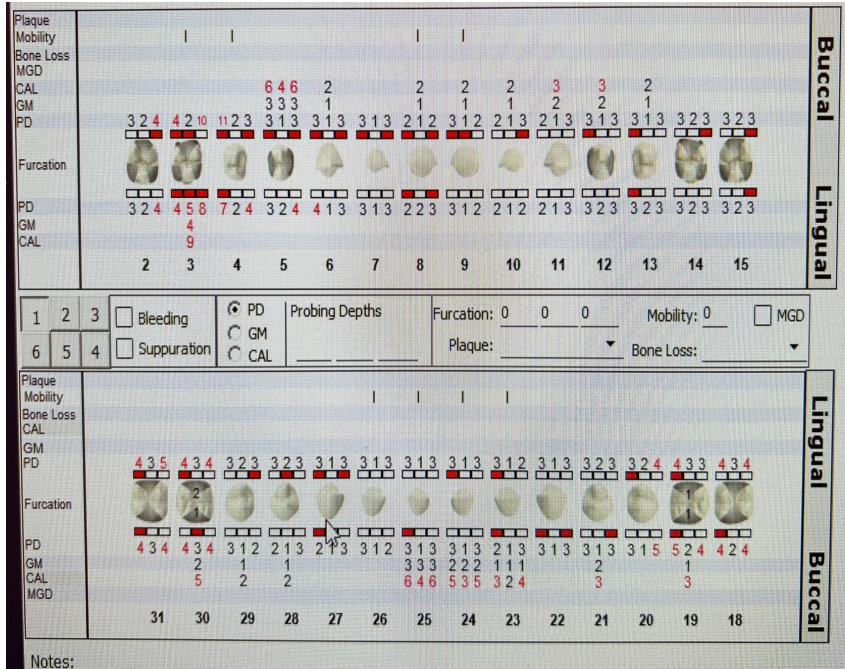 Plaque
Mobility I I I I
Bone Loss
MGD
CAL 6 4 6 2 2 2 2 3 3 2
GM 3 3 3 1 1 1 1 2 2 1
PD 3 2 4 4 2 10 11 2 3 3 1 3 3 1 3 3 1 3 2 1 2 3 1 2 2 1 3 2 1 3 3 1 3 3 1 3 3 2 3 3 2 3
Buccal
Furcation
PD 3 2 4 4 5 8 7 2 4 3 2 4 4 1 3 3 1 3 2 2 3 3 1 2 2 1 2 2 1 3 3 2 3 3 2 3 3 2 3 3 2 3
GM 4
CAL 9
Lingual
2 3 4 5 6 7 8 9 10 11 12 13 14 15
1 2 3 Bleeding PD Probing Depths Furcation: 0 0 0 Mobility: 0 MGD
GM
6 5 4 Suppuration CAL Plaque: Bone Loss:
Plaque
Mobility I I I I
Bone Loss
CAL
GM
PD 4 3 5 4 3 4 3 2 3 3 2 3 3 1 3 3 1 3 3 1 3 3 1 3 3 1 2 3 1 3 3 2 3 3 2 4 4 3 3 4 3 4
Lingual
Furcation 2 1
1 1
PD 4 3 4 4 3 4 3 1 2 2 1 3 2 1 3 3 1 2 3 1 3 3 1 3 2 1 3 3 1 3 3 1 3 3 1 5 5 2 4 4 2 4
GM 2 1 1 3 3 3 2 2 2 1 1 1 2 1
CAL 5 2 2 6 4 6 5 3 5 3 2 4 3 3
MGD
Buccal
31 30 29 28 27 26 25 24 23 22 21 20 19 18
Notes: